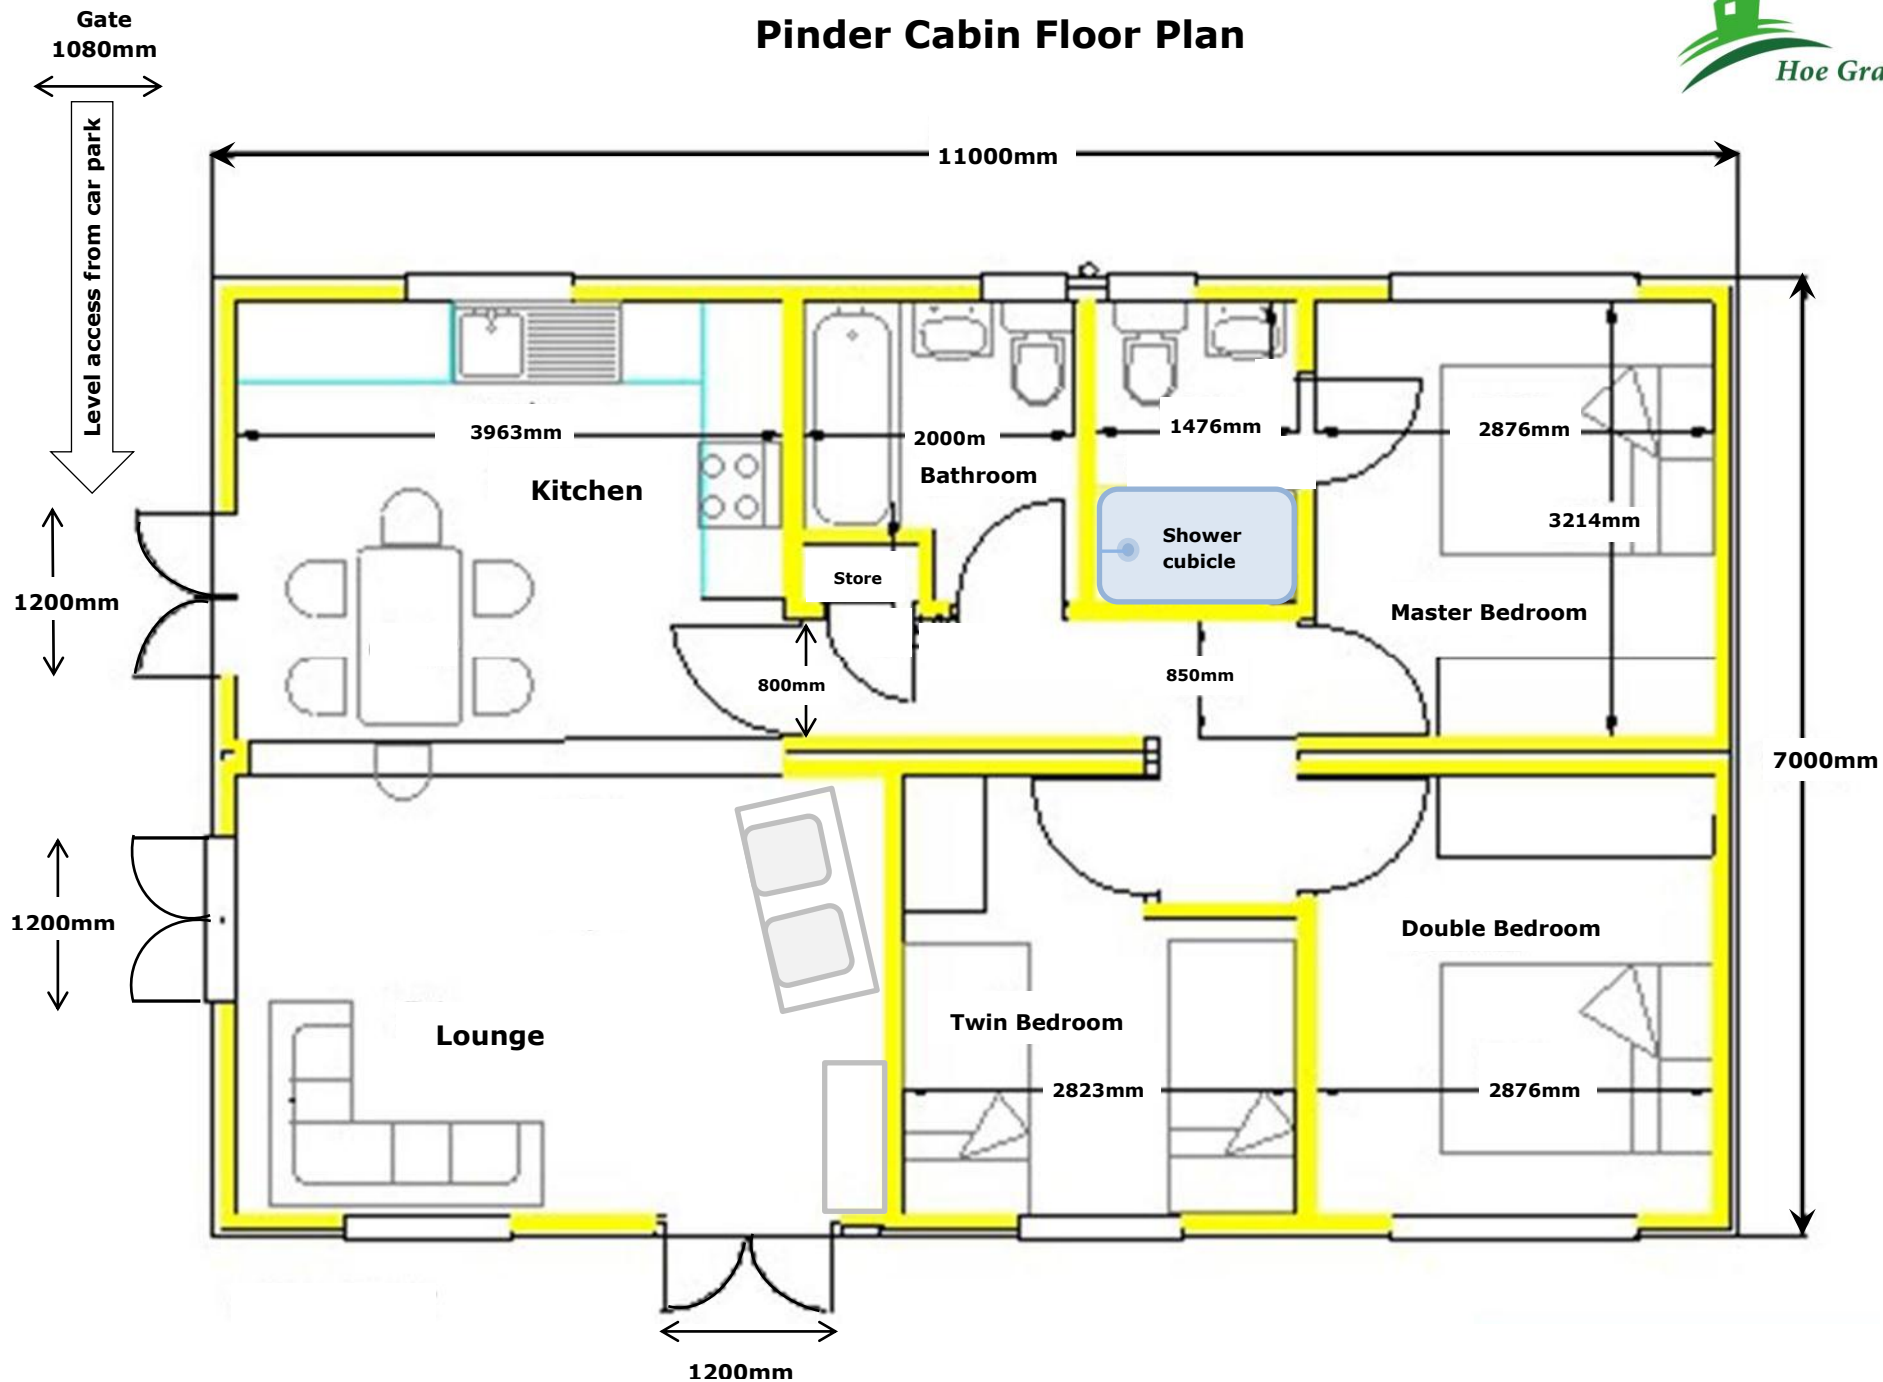 Pinder Cabin Floor Plan
Gate
1080mm
Hoe Gra
Level access from car park
11000mm
3963mm
2000m
1476mm
2876mm
Bathroom
Kitchen
3214mm
Shower
cubicle
Store
1200mm
Master Bedroom
800mm
850mm
7000mm
1200mm
Double Bedroom
Lounge
Twin Bedroom
2823mm
2876mm
1200mm